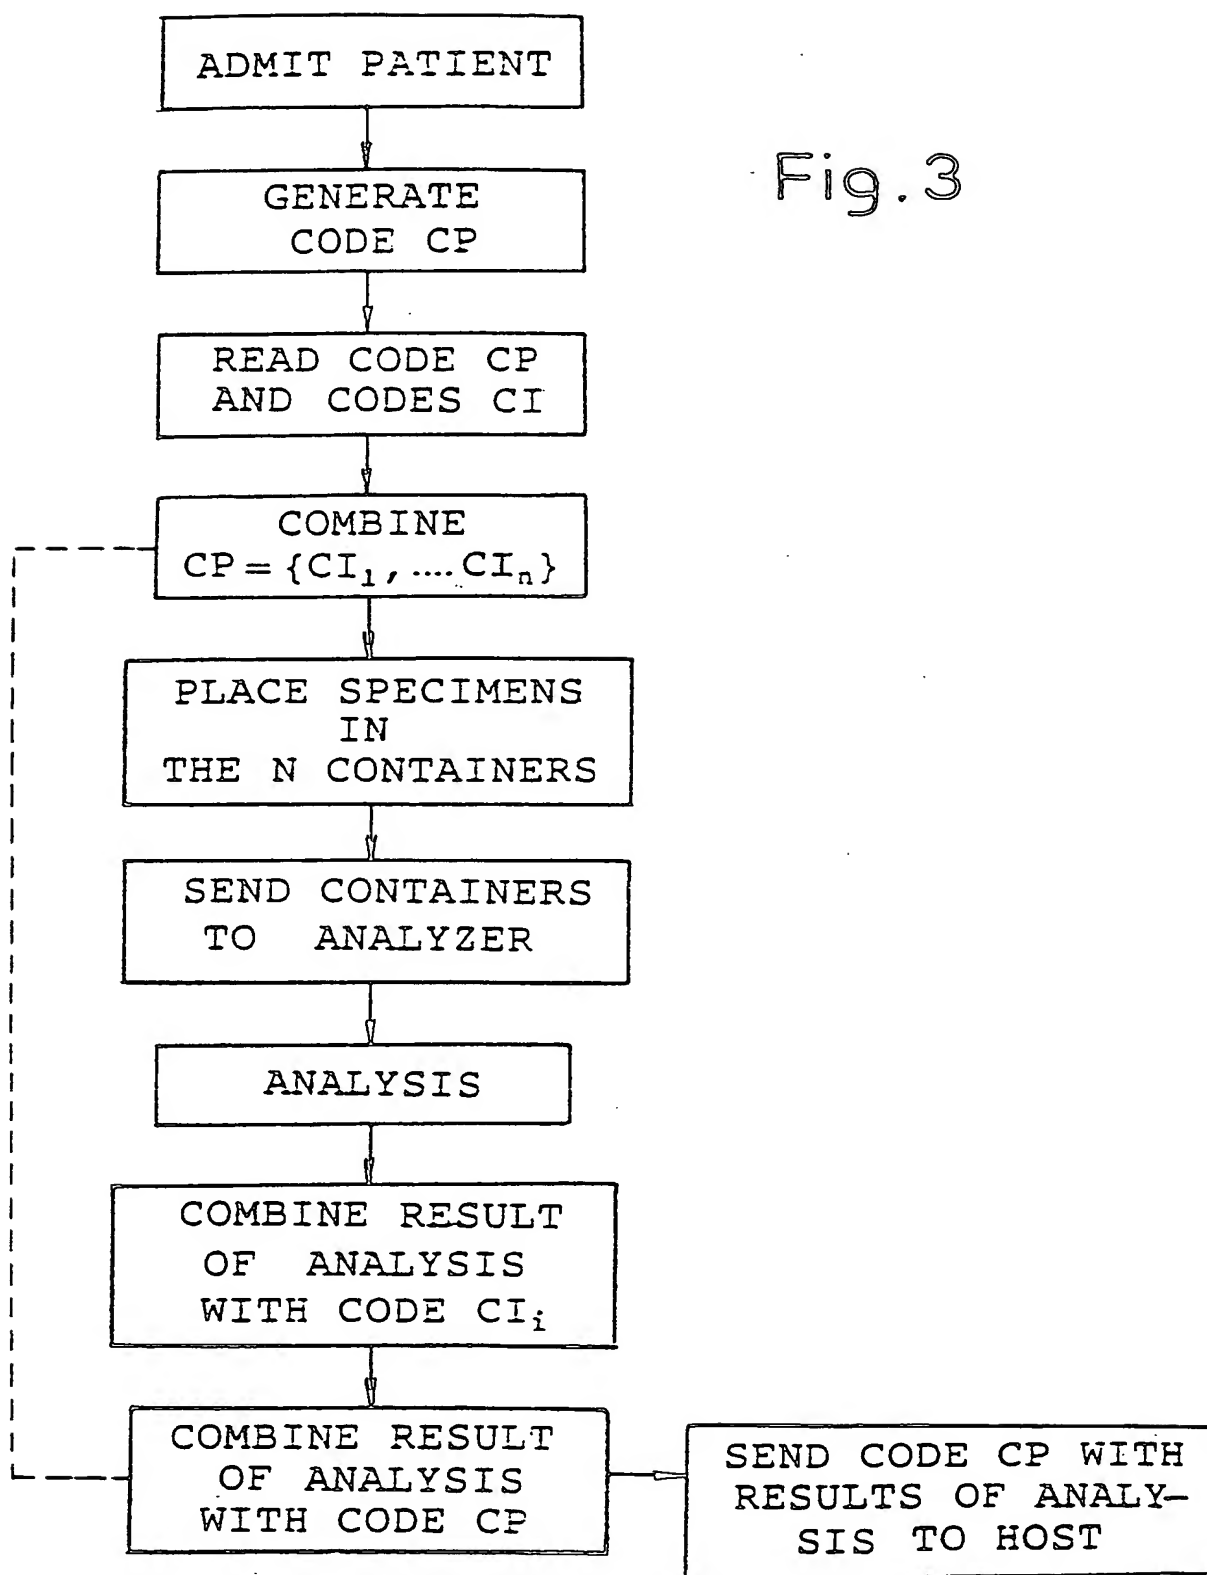 ADMIT PATIENT
Fig. 3
GENERATE
CODE CP
READ CODE CP
AND CODES CI
COMBINE
CP = {CI₁, .... CIₙ}
PLACE SPECIMENS
IN
THE N CONTAINERS
SEND CONTAINERS
TO ANALYZER
ANALYSIS
COMBINE RESULT
OF ANALYSIS
WITH CODE CIᵢ
COMBINE RESULT
OF ANALYSIS
WITH CODE CP
SEND CODE CP WITH
RESULTS OF ANALY-
SIS TO HOST